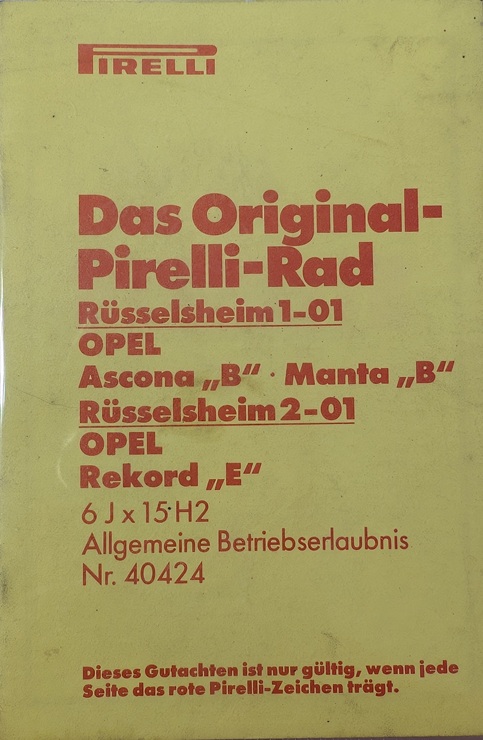 PIRELLI
Das Original-
Pirelli-Rad
Rüsselsheim 1-01
OPEL
Ascona „B“ · Manta „B“
Rüsselsheim 2-01
OPEL
Rekord „E“
6 J x 15 H2
Allgemeine Betriebserlaubnis
Nr. 40424
Dieses Gutachten ist nur gültig, wenn jede
Seite das rote Pirelli-Zeichen trägt.